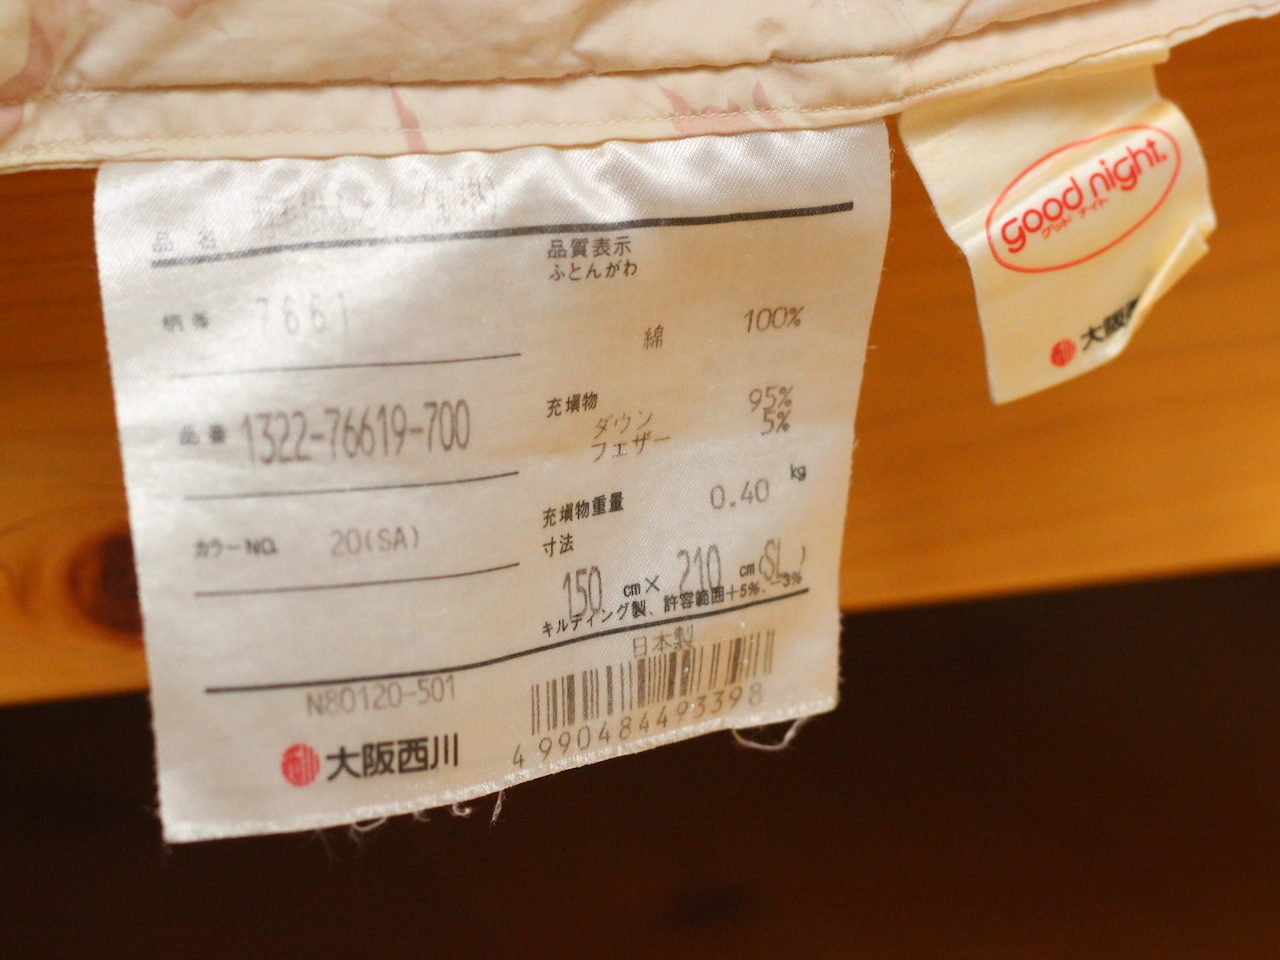 品名
柄番 7661
品番 1322-76619-700
カラーNO. 20(SA)
品質表示
ふとんがわ
綿 100%
充塡物
ダウン 95%
フェザー 5%
充塡物重量 0.40 kg
寸法
150 cm × 210 cm (SL)
キルティング製、許容範囲+5%、-3%
日本製
N80120-501
大阪西川
4990484493398
good night.
グッド ナイト
大阪